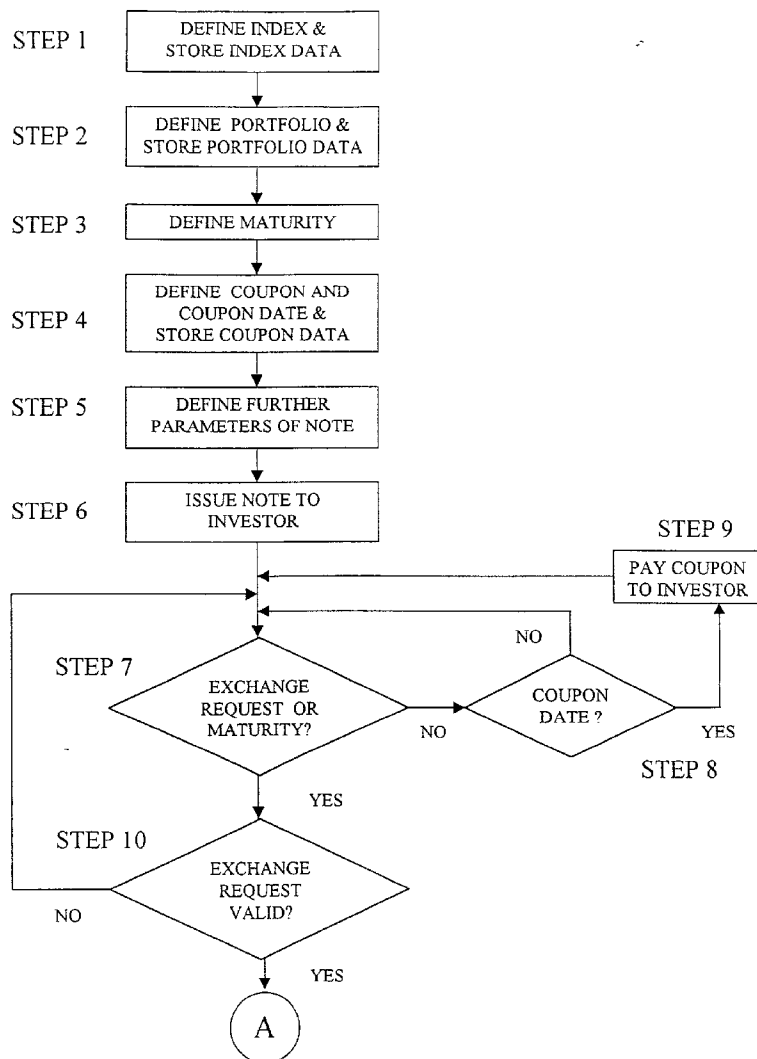 STEP 1
DEFINE INDEX &
STORE INDEX DATA
STEP 2
DEFINE PORTFOLIO &
STORE PORTFOLIO DATA
STEP 3
DEFINE MATURITY
STEP 4
DEFINE COUPON AND
COUPON DATE &
STORE COUPON DATA
STEP 5
DEFINE FURTHER
PARAMETERS OF NOTE
STEP 6
ISSUE NOTE TO
INVESTOR
STEP 9
PAY COUPON
TO INVESTOR
NO
STEP 7
EXCHANGE
REQUEST OR
MATURITY?
NO
COUPON
DATE ?
YES
STEP 8
YES
STEP 10
EXCHANGE
REQUEST
VALID?
NO
YES
A